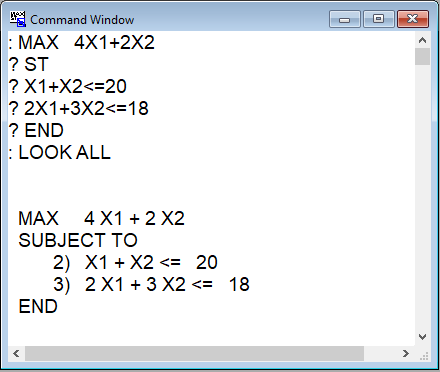 Command Window
: MAX   4X1+2X2
? ST
? X1+X2<=20
? 2X1+3X2<=18
? END
: LOOK ALL
MAX     4 X1 + 2 X2
SUBJECT TO
2)   X1 + X2 <=   20
3)   2 X1 + 3 X2 <=   18
END